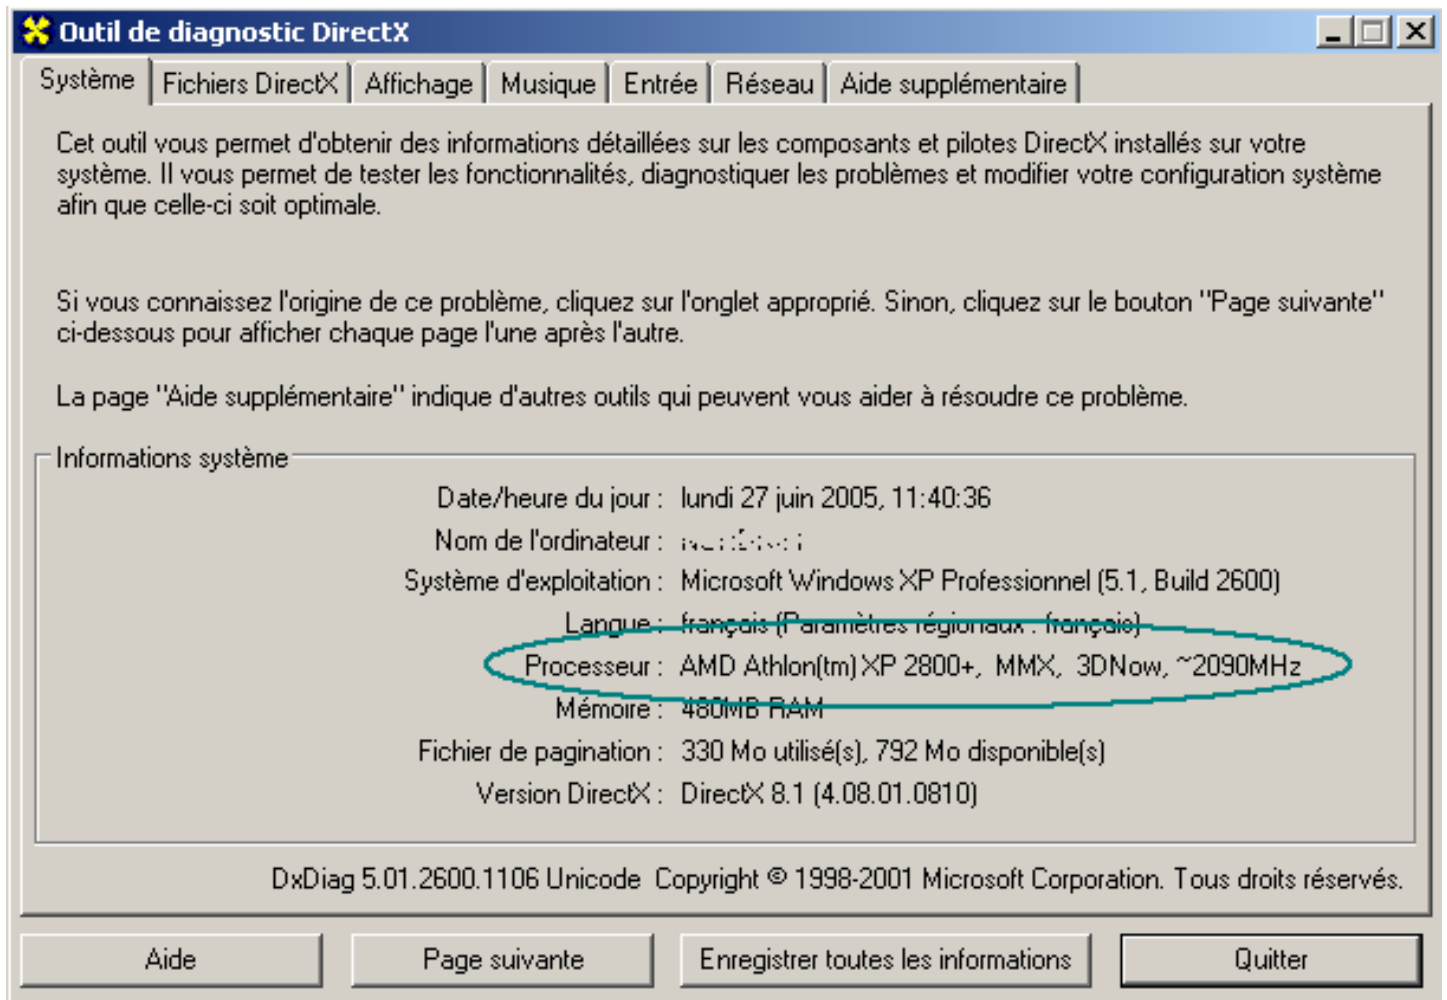 Outil de diagnostic DirectX
Système Fichiers DirectX Affichage Musique Entrée Réseau Aide supplémentaire
Cet outil vous permet d'obtenir des informations détaillées sur les composants et pilotes DirectX installés sur votre
système. Il vous permet de tester les fonctionnalités, diagnostiquer les problèmes et modifier votre configuration système
afin que celle-ci soit optimale.
Si vous connaissez l'origine de ce problème, cliquez sur l'onglet approprié. Sinon, cliquez sur le bouton "Page suivante"
ci-dessous pour afficher chaque page l'une après l'autre.
La page "Aide supplémentaire" indique d'autres outils qui peuvent vous aider à résoudre ce problème.
Informations système
Date/heure du jour : lundi 27 juin 2005, 11:40:36
Nom de l'ordinateur :
Système d'exploitation : Microsoft Windows XP Professionnel (5.1, Build 2600)
Langue : français (Paramètres régionaux : français)
Processeur : AMD Athlon(tm) XP 2800+, MMX, 3DNow, ~2090MHz
Mémoire : 480MB RAM
Fichier de pagination : 330 Mo utilisé(s), 792 Mo disponible(s)
Version DirectX : DirectX 8.1 (4.08.01.0810)
DxDiag 5.01.2600.1106 Unicode Copyright © 1998-2001 Microsoft Corporation. Tous droits réservés.
Aide Page suivante Enregistrer toutes les informations Quitter